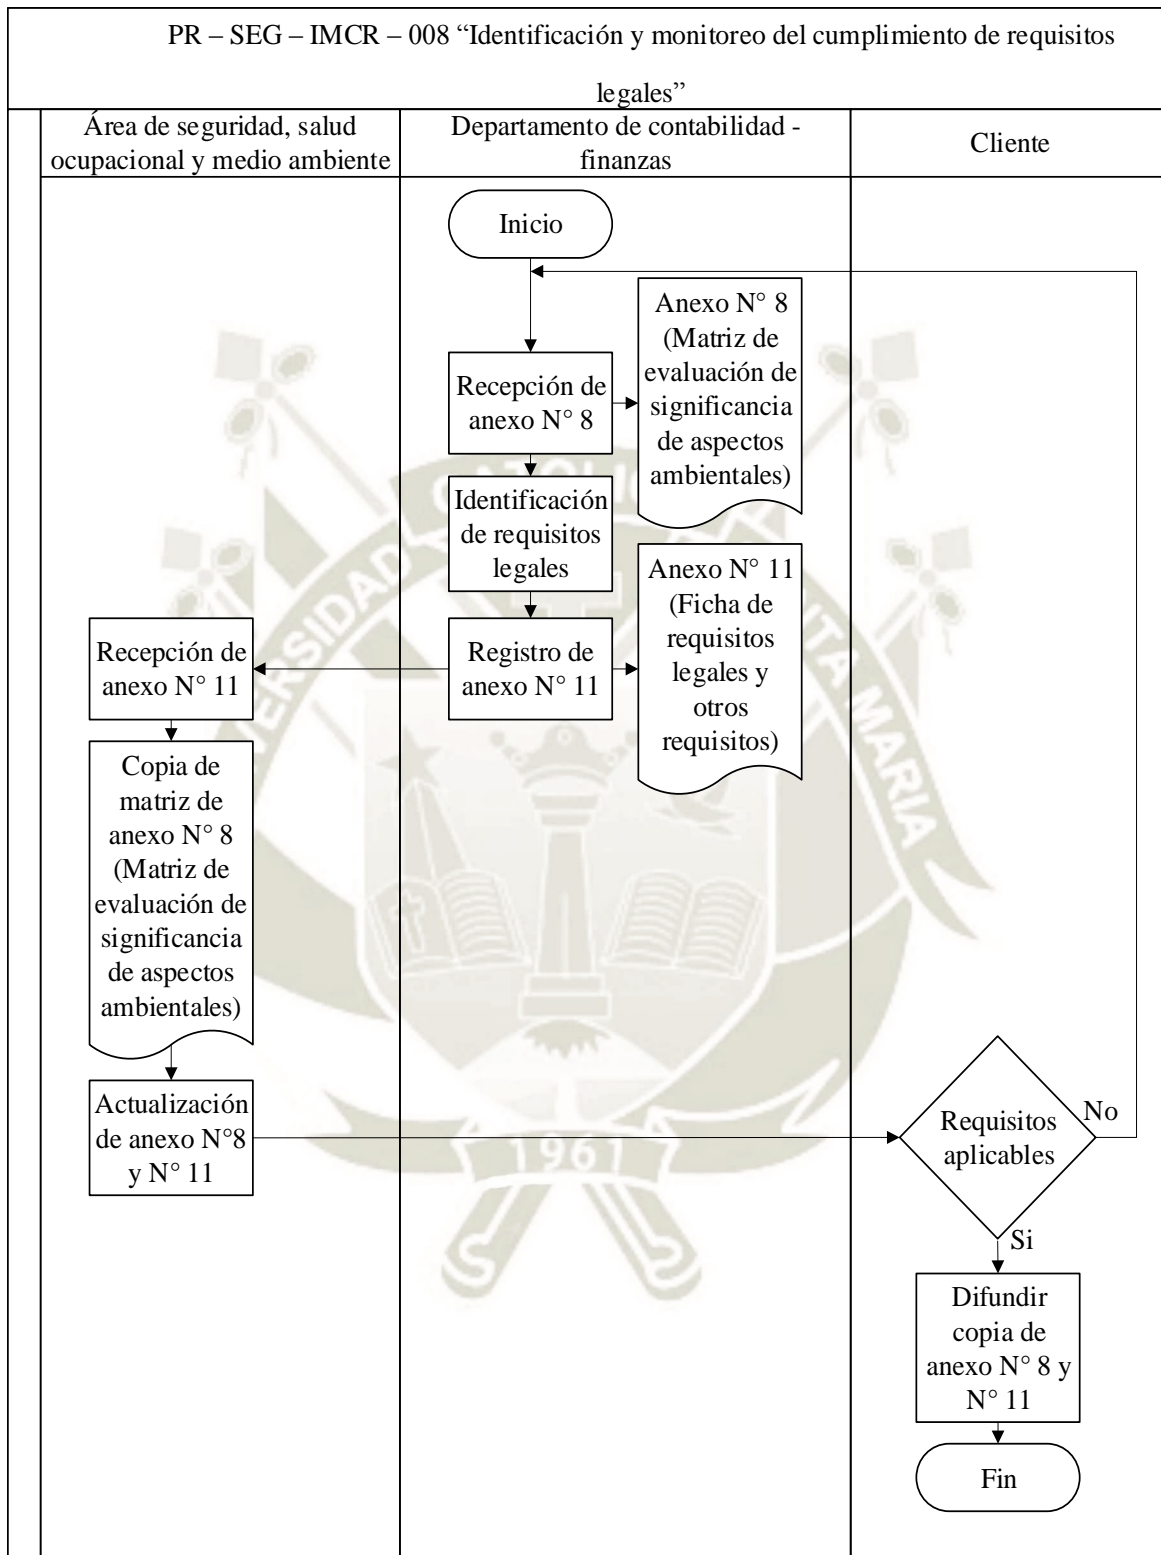 PR – SEG – IMCR – 008 “Identificación y monitoreo del cumplimiento de requisitos
legales”
Área de seguridad, salud
ocupacional y medio ambiente
Departamento de contabilidad -
finanzas
Cliente
Inicio
Anexo N° 8
(Matriz de
evaluación de
significancia
de aspectos
ambientales)
Recepción de
anexo N° 8
Identificación
de requisitos
legales
Anexo N° 11
(Ficha de
requisitos
legales y
otros
requisitos)
Registro de
anexo N° 11
Recepción de
anexo N° 11
Copia de
matriz de
anexo N° 8
(Matriz de
evaluación de
significancia
de aspectos
ambientales)
Actualización
de anexo N°8
y N° 11
Requisitos
aplicables
No
Si
Difundir
copia de
anexo N° 8 y
N° 11
Fin
1961